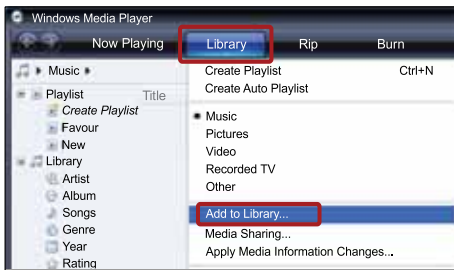 Windows Media Player
Now Playing Library Rip Burn
Music
Playlist Title
Create Playlist
Favour
New
Library
Artist
Album
Songs
Genre
Year
Rating
Create Playlist Ctrl+N
Create Auto Playlist
Music
Pictures
Video
Recorded TV
Other
Add to Library...
Media Sharing...
Apply Media Information Changes...